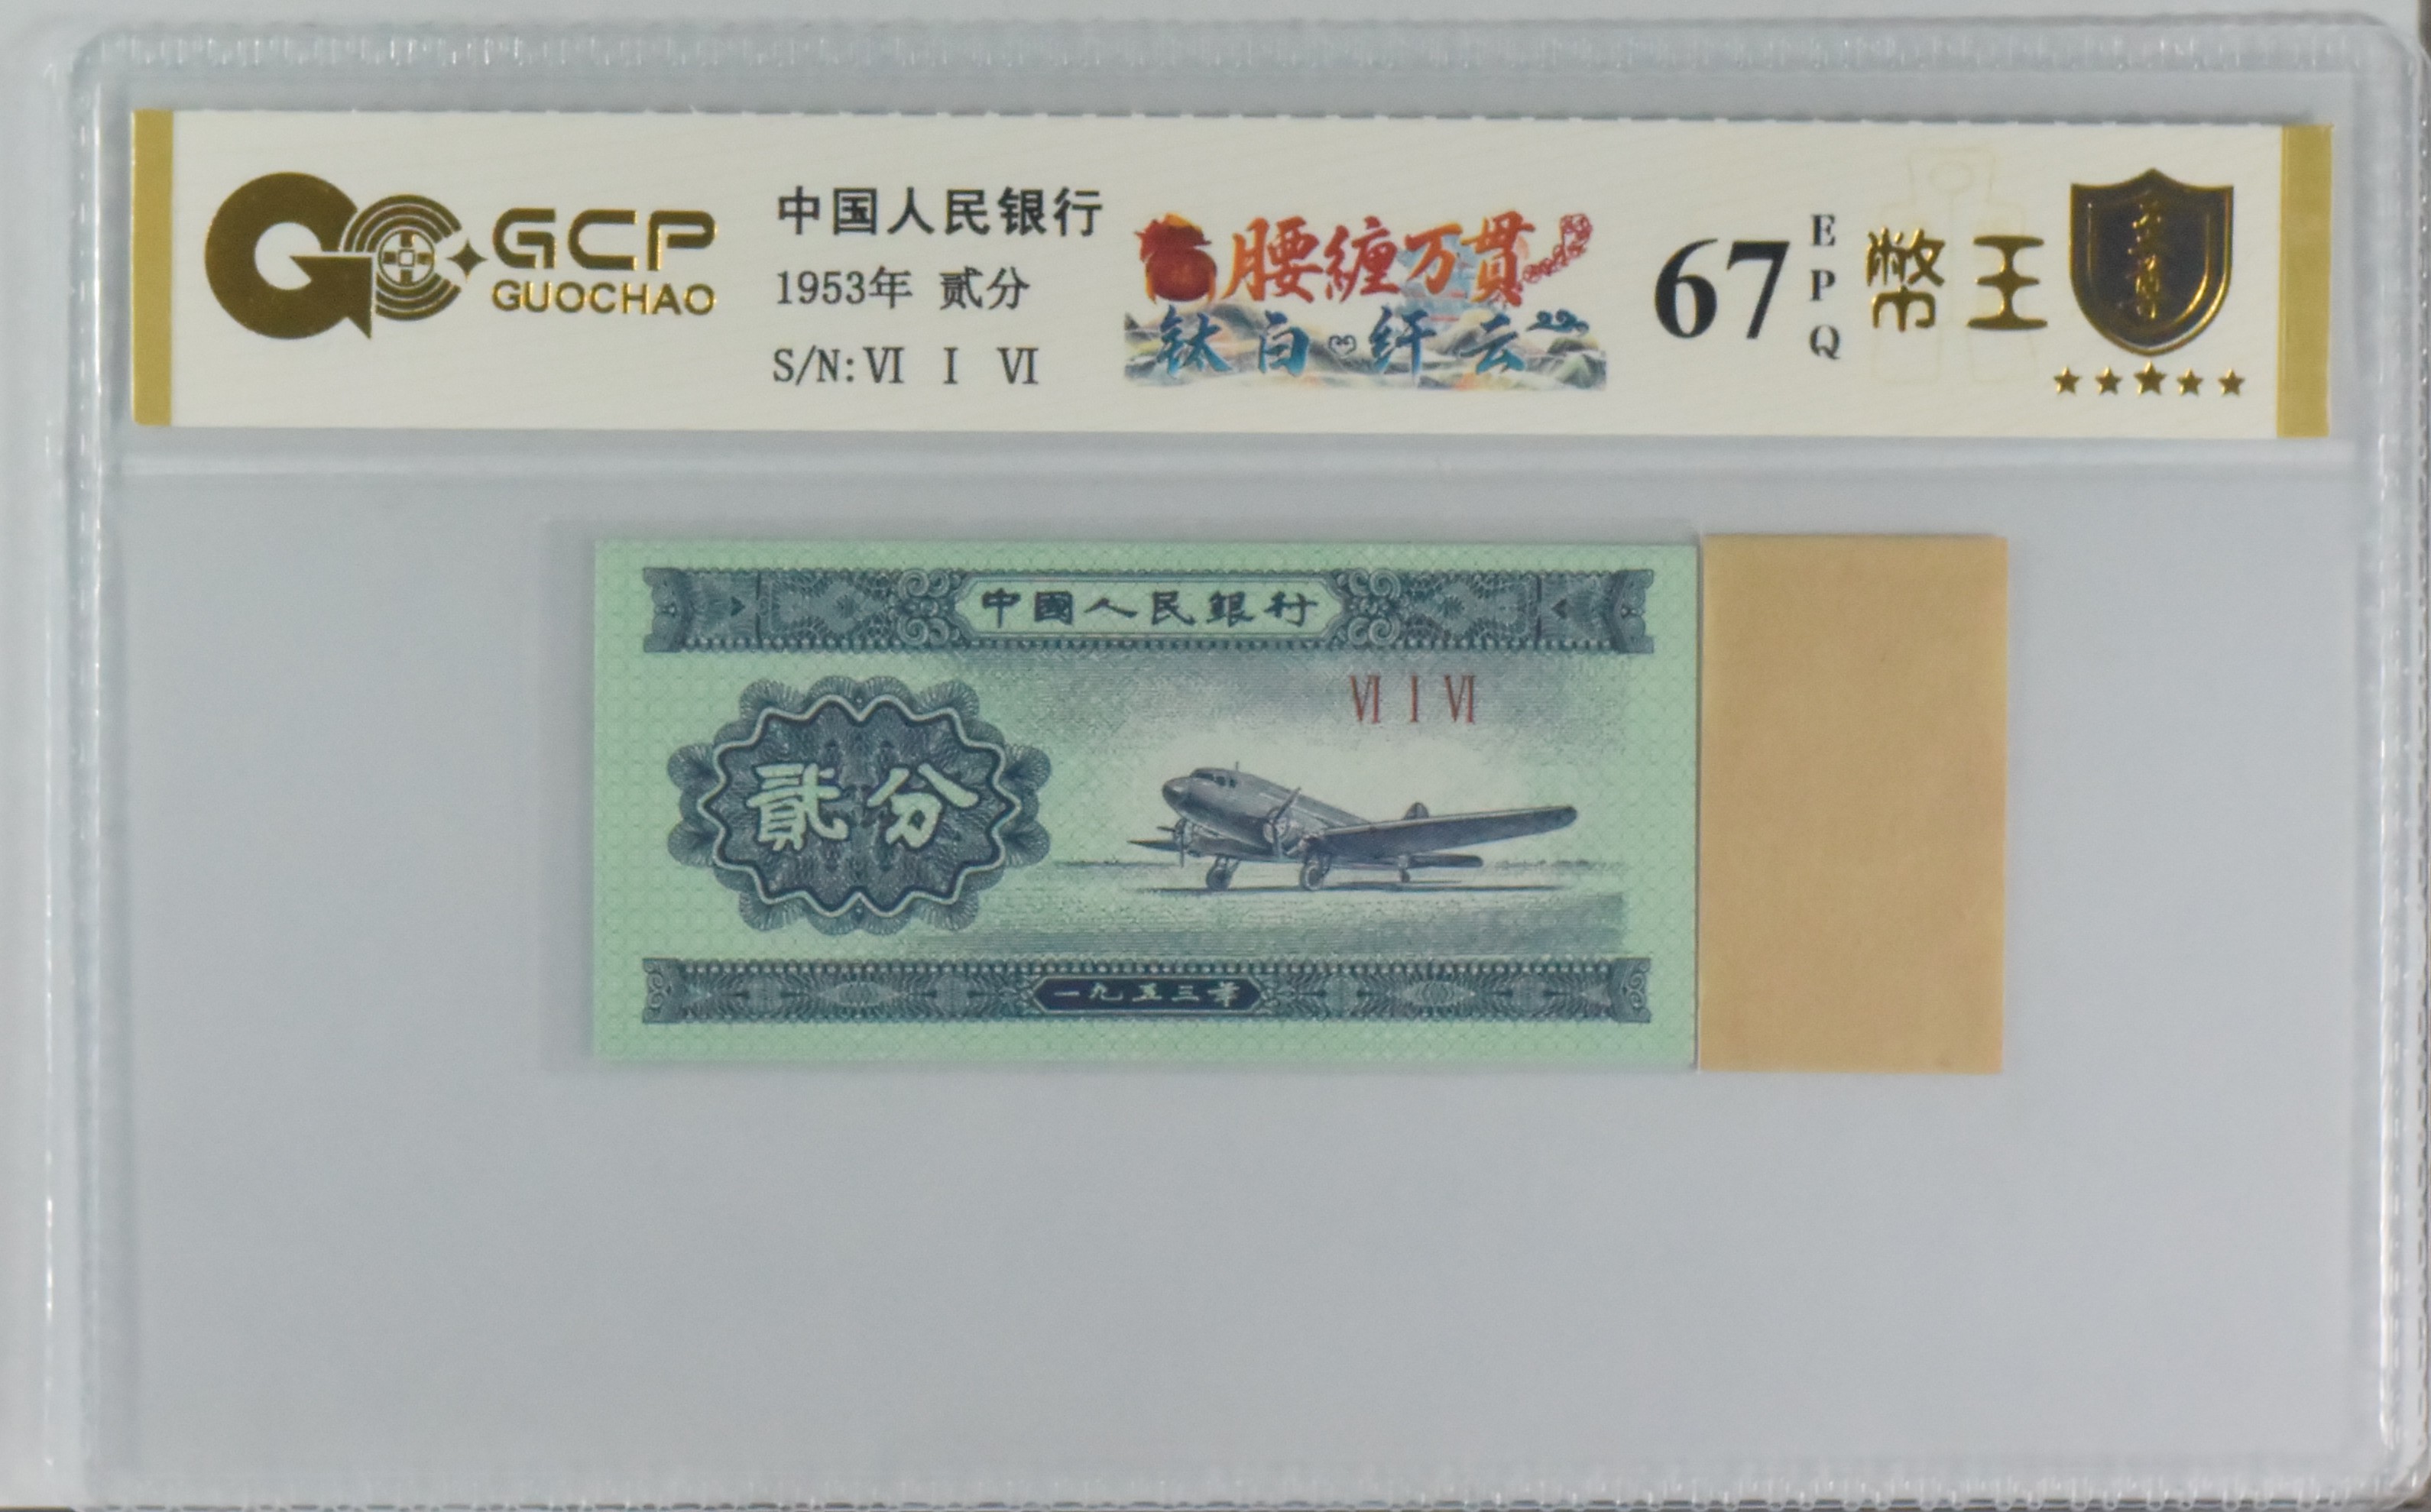 GCP
GUOCHAO
中国人民银行
1953年 贰分
S/N:Ⅵ Ⅰ Ⅵ
腰缠万贯
钛白·纤云
67
EPQ
幣王
中國人民銀行
Ⅵ Ⅰ Ⅵ
貳分
一九五三年